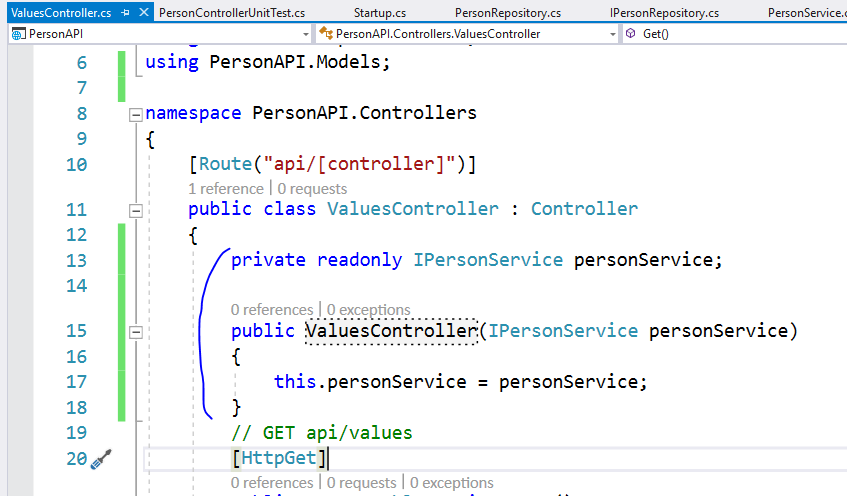 ValuesController.cs PersonControllerUnitTest.cs Startup.cs PersonRepository.cs IPersonRepository.cs PersonService.c
PersonAPI PersonAPI.Controllers.ValuesController Get()
6 using PersonAPI.Models;
7
8 namespace PersonAPI.Controllers
9 {
10 [Route("api/[controller]")]
1 reference | 0 requests
11 public class ValuesController : Controller
12 {
13 private readonly IPersonService personService;
14
0 references | 0 exceptions
15 public ValuesController(IPersonService personService)
16 {
17 this.personService = personService;
18 }
19 // GET api/values
20 [HttpGet]
0 references | 0 requests | 0 exceptions